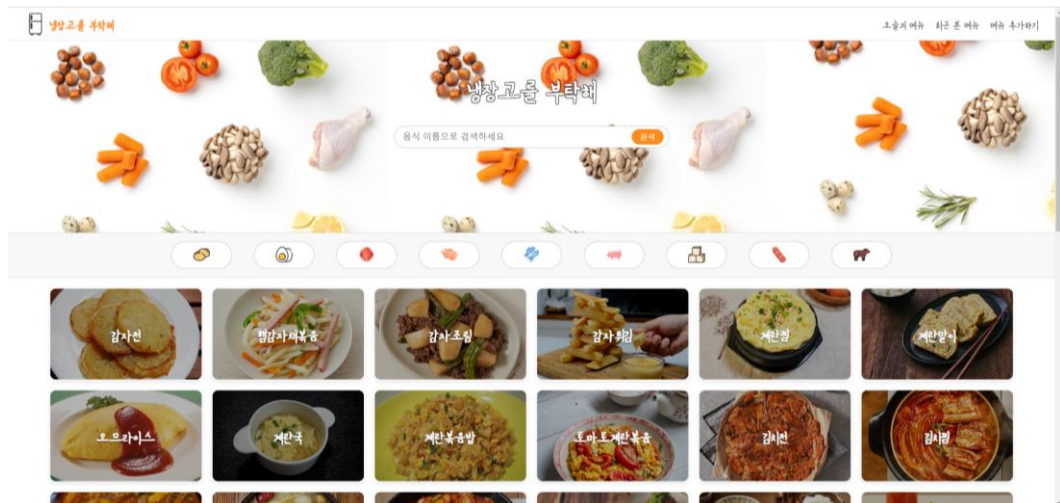 냉장고를 부탁해
오늘의 메뉴 최근 본 메뉴 메뉴 추가하기
냉장고를 부탁해
음식 이름으로 검색하세요 검색
감자전 햄감자채볶음 감자조림 감자튀김 계란찜 계란말이
오므라이스 계란국 계란볶음밥 토마토계란볶음 김치전 김치찜